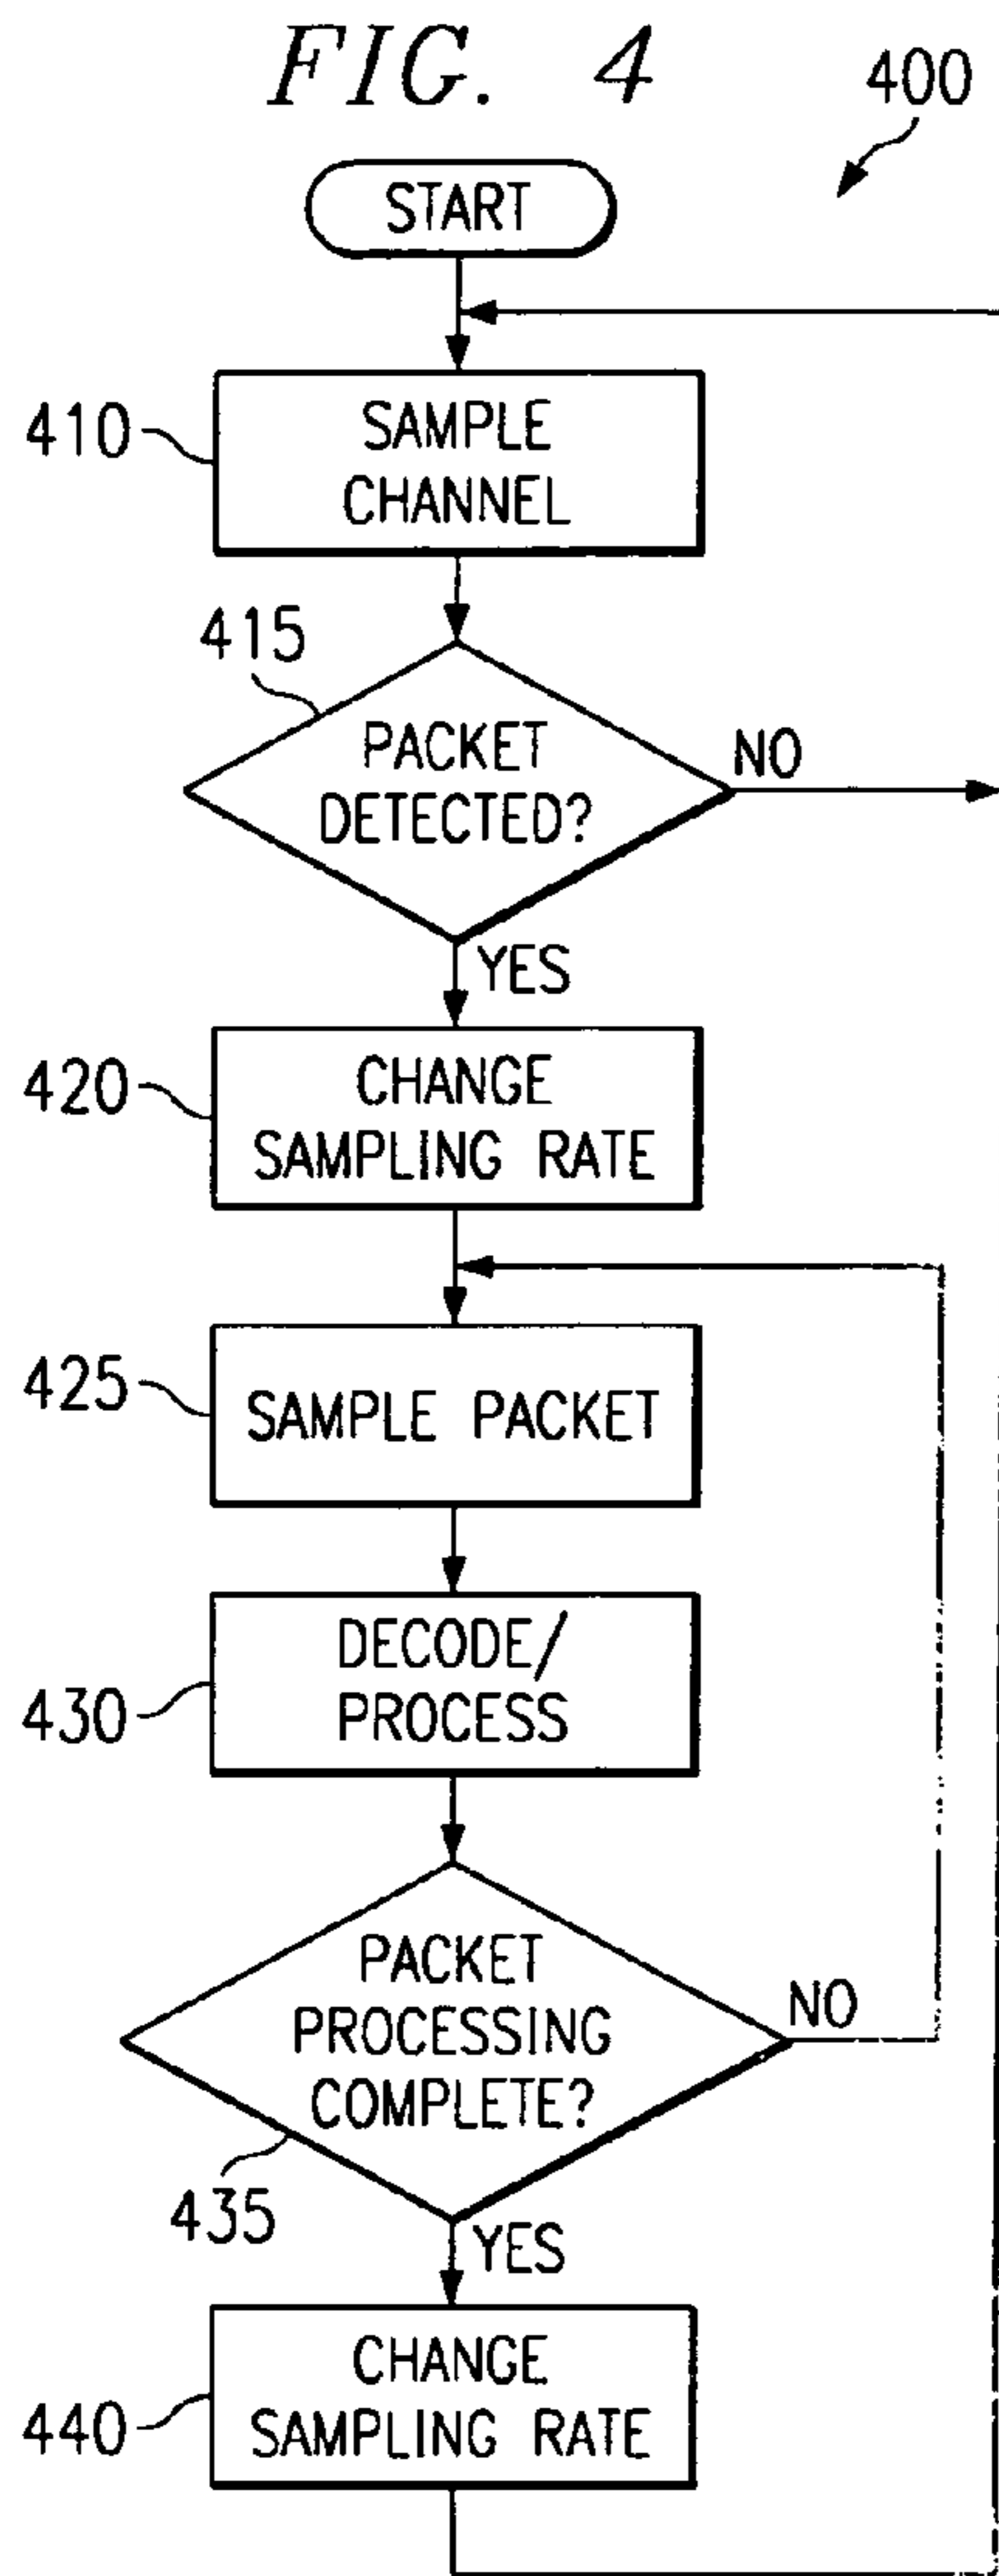 FIG. 4
400
START
410
SAMPLE
CHANNEL
415
PACKET
DETECTED?
NO
YES
420
CHANGE
SAMPLING RATE
425
SAMPLE PACKET
430
DECODE/
PROCESS
PACKET
PROCESSING
COMPLETE?
NO
435
YES
440
CHANGE
SAMPLING RATE